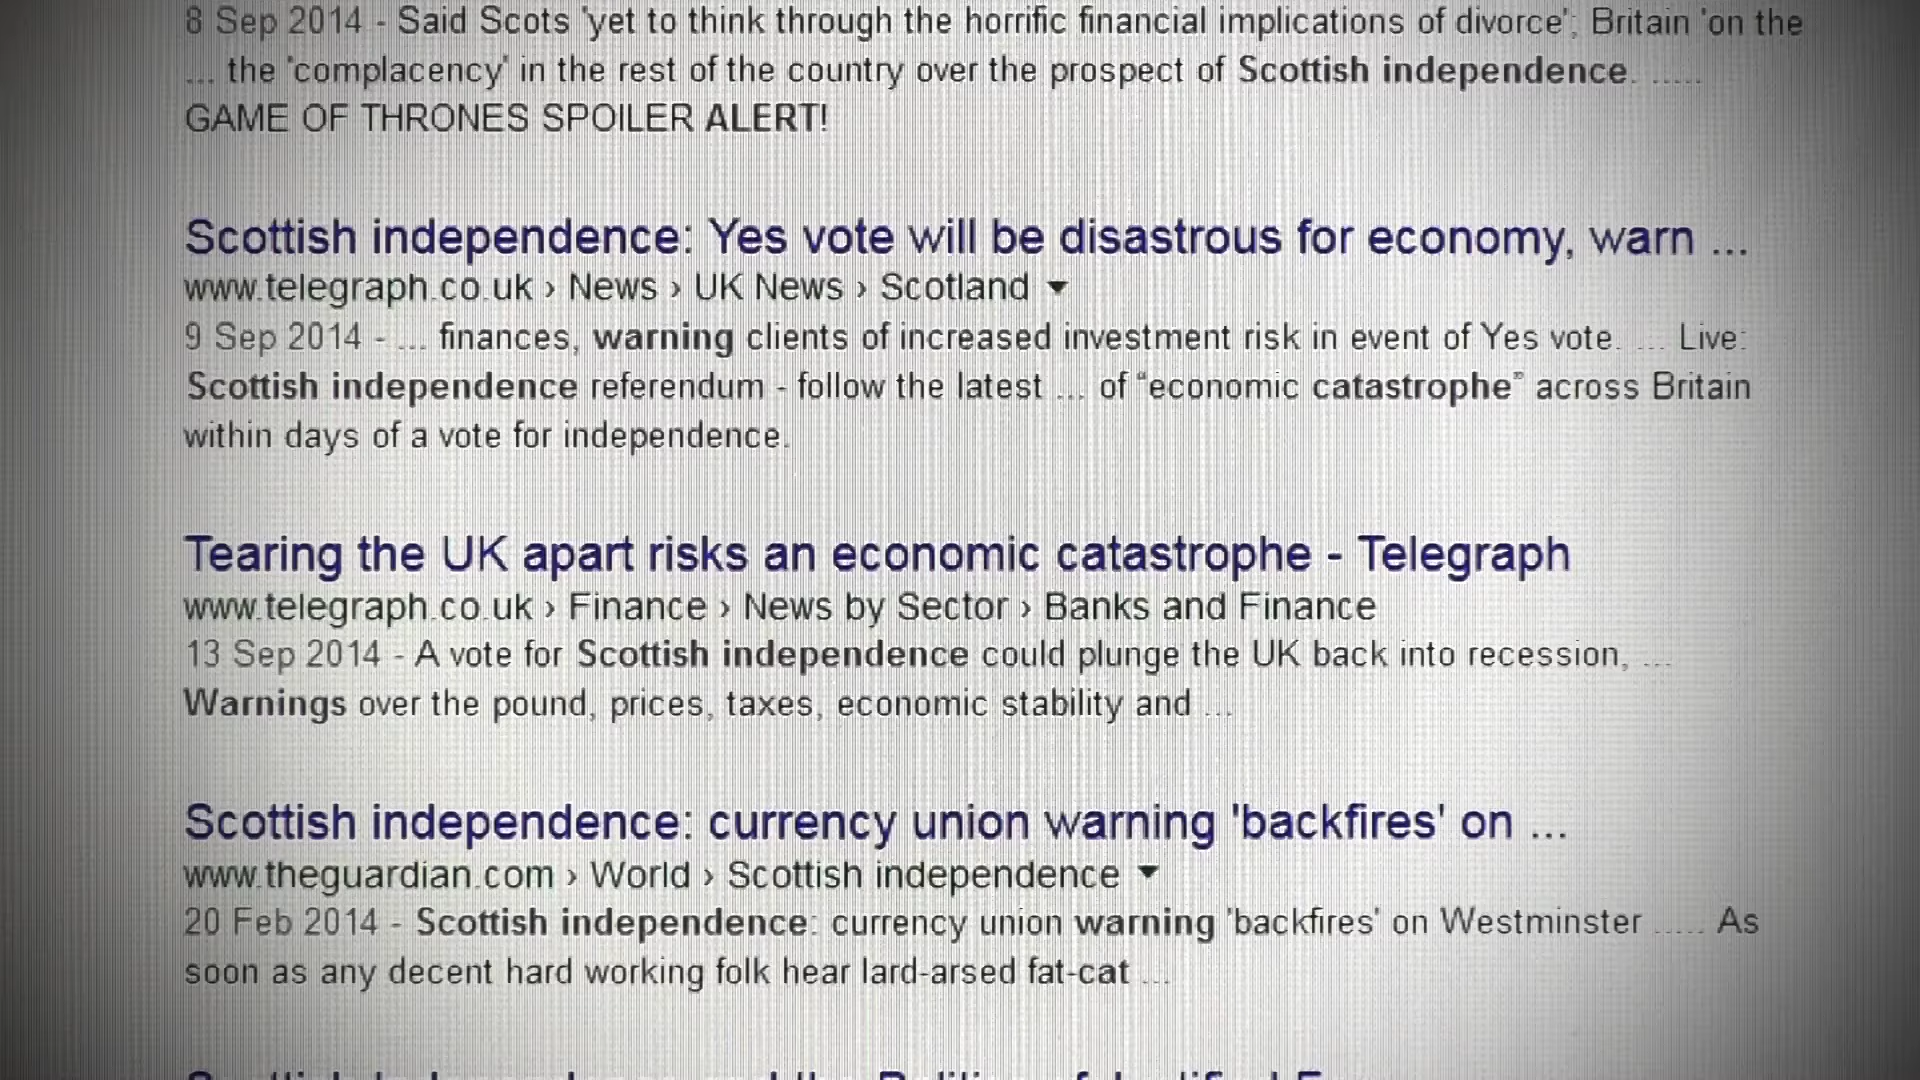 8 Sep 2014 - Said Scots 'yet to think through the horrific financial implications of divorce'; Britain 'on the
... the 'complacency' in the rest of the country over the prospect of Scottish independence. .....
GAME OF THRONES SPOILER ALERT!
Scottish independence: Yes vote will be disastrous for economy, warn ...
www.telegraph.co.uk › News › UK News › Scotland
9 Sep 2014 - ... finances, warning clients of increased investment risk in event of Yes vote. ... Live:
Scottish independence referendum - follow the latest ... of “economic catastrophe” across Britain
within days of a vote for independence.
Tearing the UK apart risks an economic catastrophe - Telegraph
www.telegraph.co.uk › Finance › News by Sector › Banks and Finance
13 Sep 2014 - A vote for Scottish independence could plunge the UK back into recession, ...
Warnings over the pound, prices, taxes, economic stability and ...
Scottish independence: currency union warning 'backfires' on ...
www.theguardian.com › World › Scottish independence
20 Feb 2014 - Scottish independence: currency union warning 'backfires' on Westminster ..... As
soon as any decent hard working folk hear lard-arsed fat-cat ...